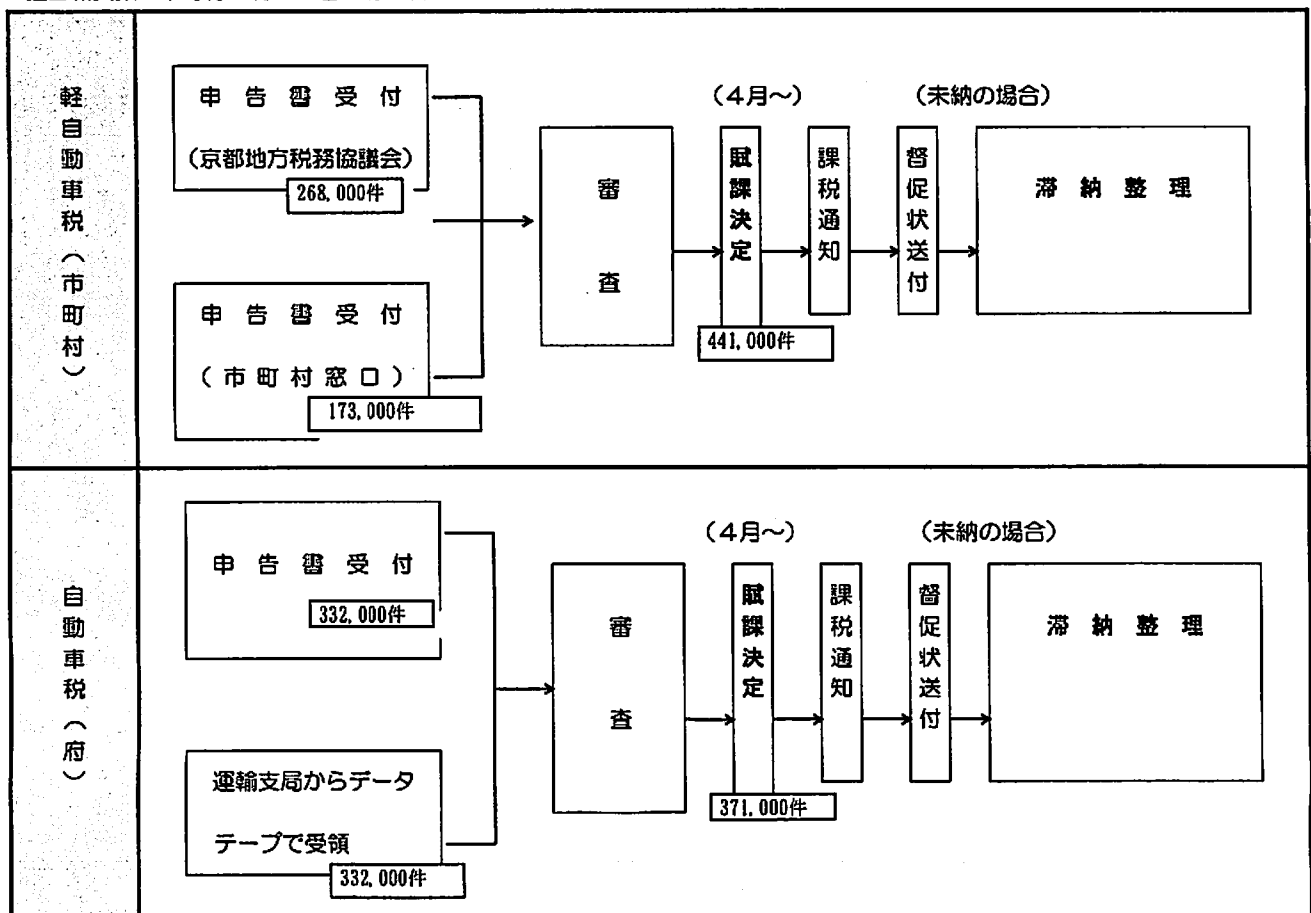 軽自動車税（市町村）
申告書受付
（京都地方税務協議会）
268,000件
申告書受付
（市町村窓口）
173,000件
審査
（4月～）
賦課決定
441,000件
課税通知
（未納の場合）
督促状送付
滞納整理
自動車税（府）
申告書受付
332,000件
運輸支局からデータ
テープで受領
332,000件
審査
（4月～）
賦課決定
371,000件
課税通知
（未納の場合）
督促状送付
滞納整理